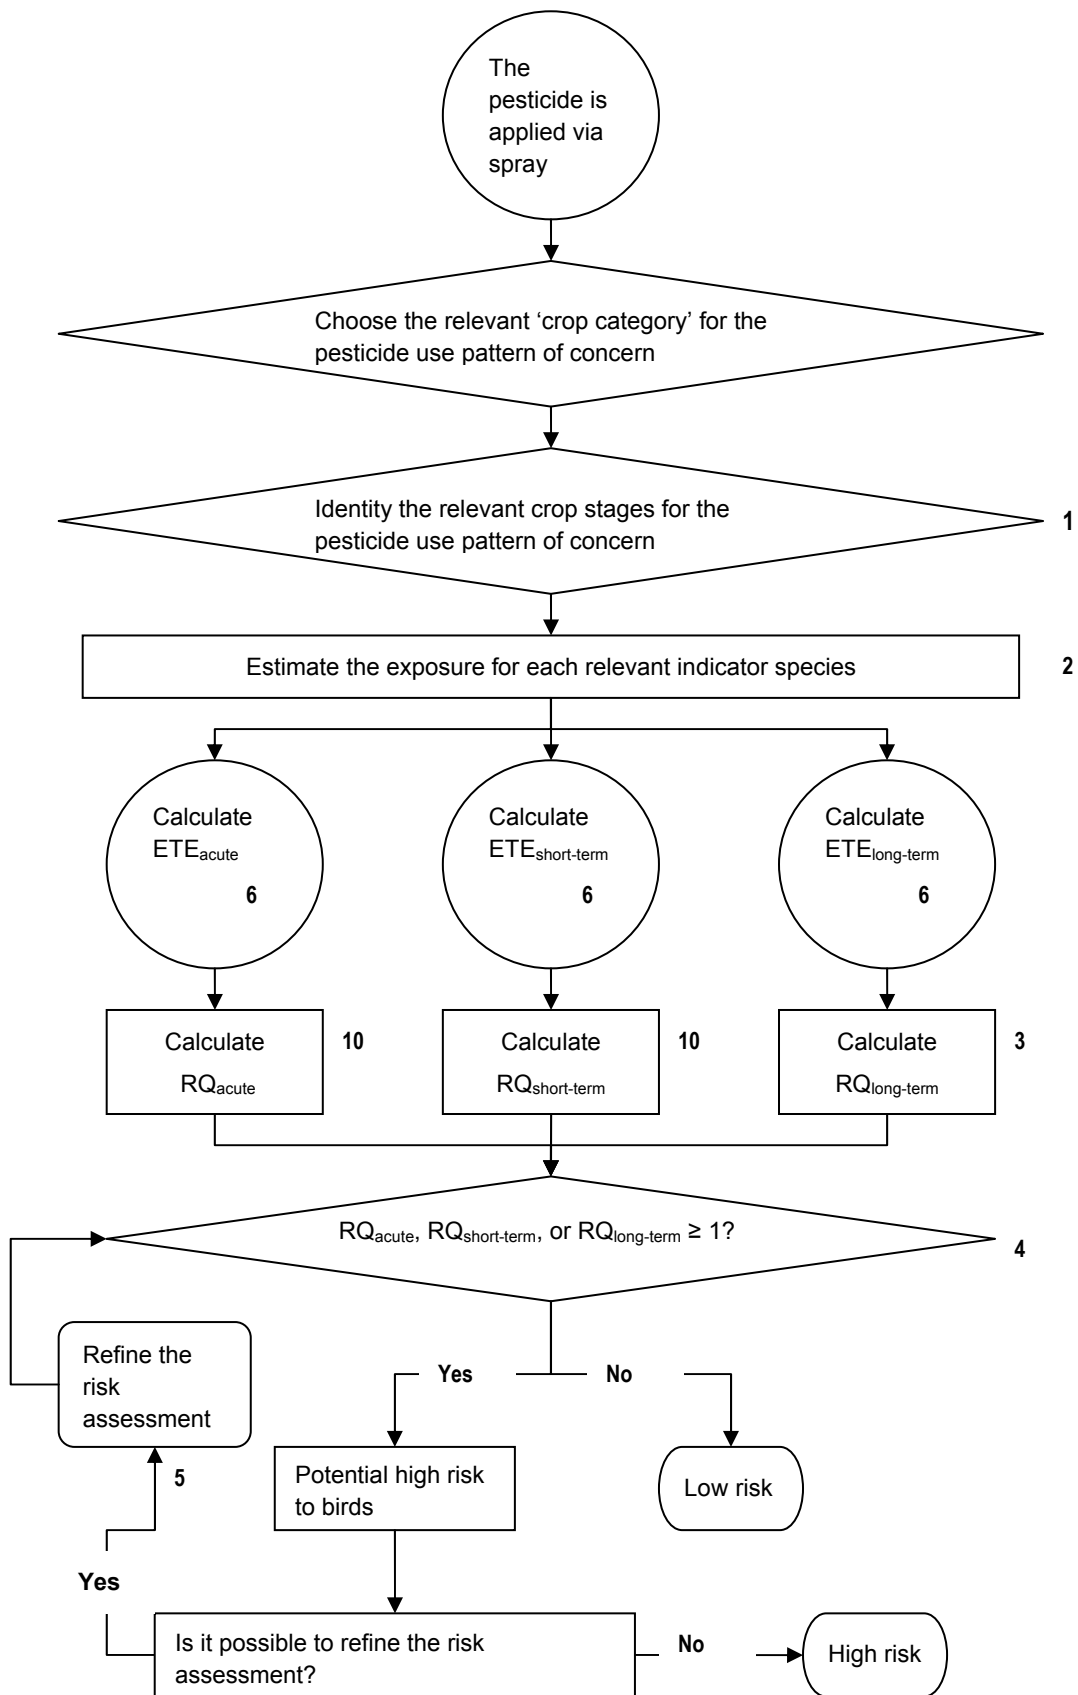 The
pesticide is
applied via
spray
Choose the relevant ‘crop category’ for the
pesticide use pattern of concern
Identity the relevant crop stages for the
pesticide use pattern of concern
1
Estimate the exposure for each relevant indicator species
2
Calculate
ETEacute
6
Calculate
ETEshort-term
6
Calculate
ETElong-term
6
Calculate
RQacute
10
Calculate
RQshort-term
10
Calculate
RQlong-term
3
RQacute, RQshort-term, or RQlong-term ≥ 1?
4
Refine the
risk
assessment
5
Yes
No
Potential high risk
to birds
Low risk
Yes
Is it possible to refine the risk
assessment?
No
High risk